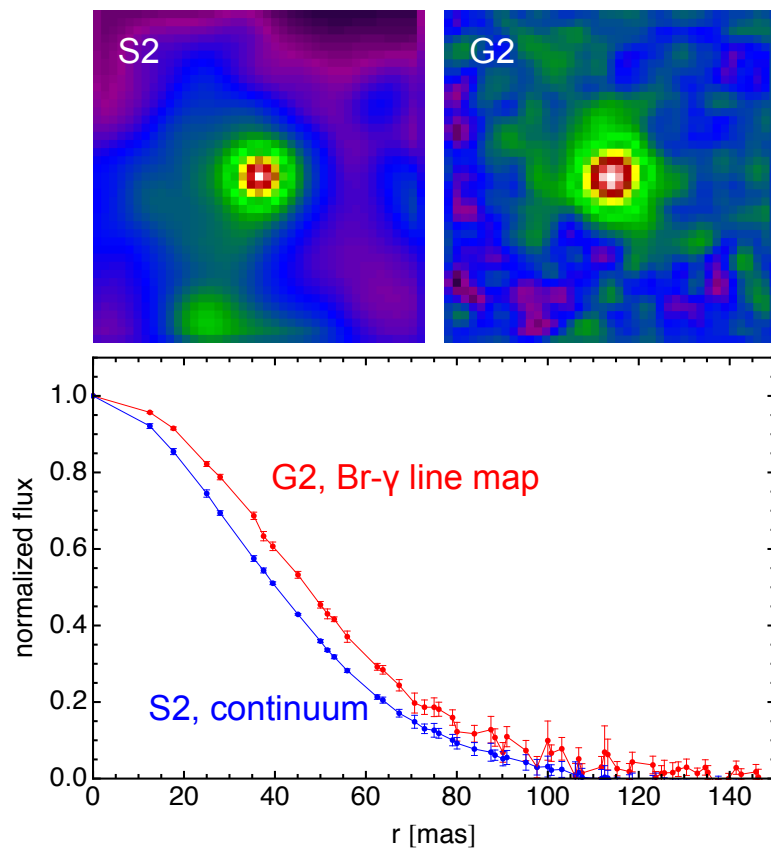 S2
G2
1.0
0.8
0.6
0.4
0.2
0.0
normalized flux
G2, Br-γ line map
S2, continuum
0 20 40 60 80 100 120 140
r [mas]